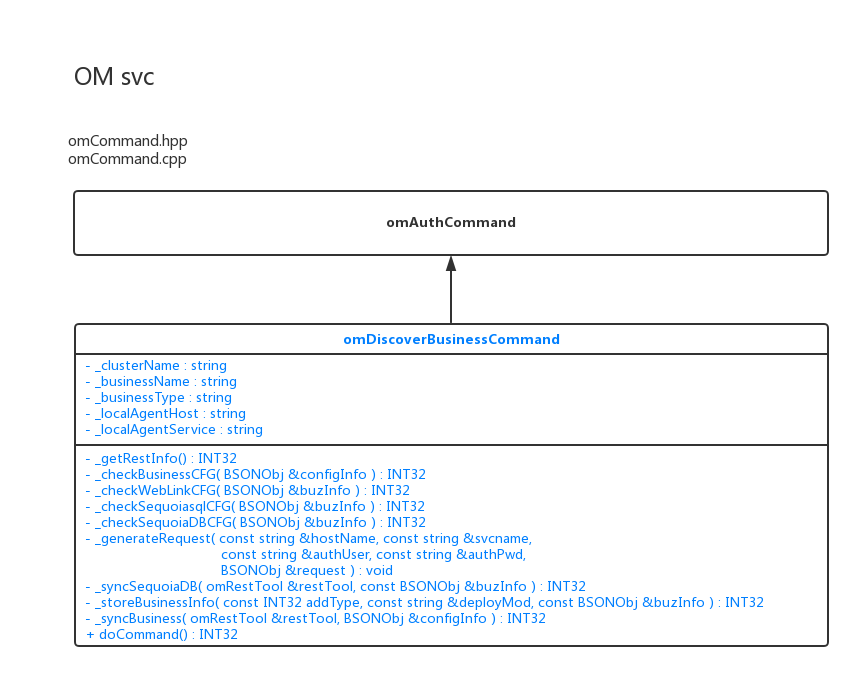 OM svc
omCommand.hpp
omCommand.cpp
omAuthCommand
omDiscoverBusinessCommand
- _clusterName : string
- _businessName : string
- _businessType : string
- _localAgentHost : string
- _localAgentService : string
- _getRestInfo() : INT32
- _checkBusinessCFG( BSONObj &configInfo ) : INT32
- _checkWebLinkCFG( BSONObj &buzInfo ) : INT32
- _checkSequoiasqlCFG( BSONObj &buzInfo ) : INT32
- _checkSequoiaDBCFG( BSONObj &buzInfo ) : INT32
- _generateRequest( const string &hostName, const string &svcname,
const string &authUser, const string &authPwd,
BSONObj &request ) : void
- _syncSequoiaDB( omRestTool &restTool, const BSONObj &buzInfo ) : INT32
- _storeBusinessInfo( const INT32 addType, const string &deployMod, const BSONObj &buzInfo ) : INT32
- _syncBusiness( omRestTool &restTool, BSONObj &configInfo ) : INT32
+ doCommand() : INT32